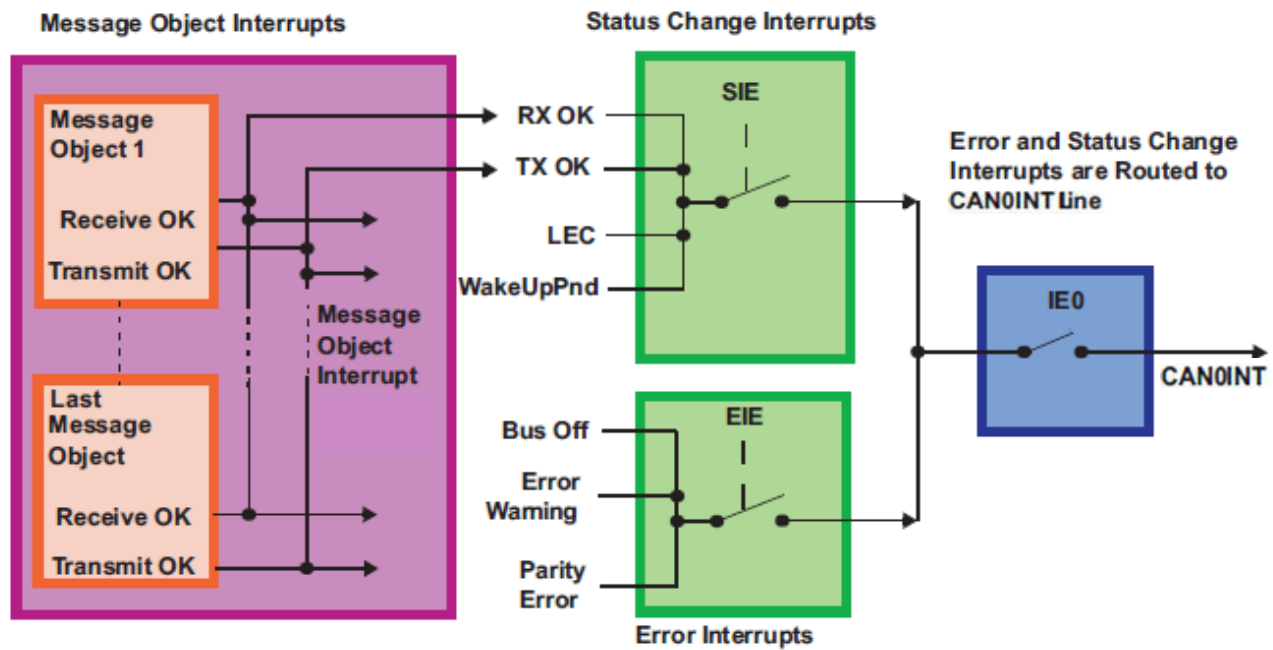 Message Object Interrupts
Status Change Interrupts
Message
Object 1
Receive OK
Transmit OK
Message
Object
Interrupt
Last
Message
Object
Receive OK
Transmit OK
RX OK
TX OK
LEC
WakeUpPnd
SIE
Bus Off
Error
Warning
Parity
Error
EIE
Error Interrupts
Error and Status Change
Interrupts are Routed to
CAN0INT Line
IE0
CAN0INT